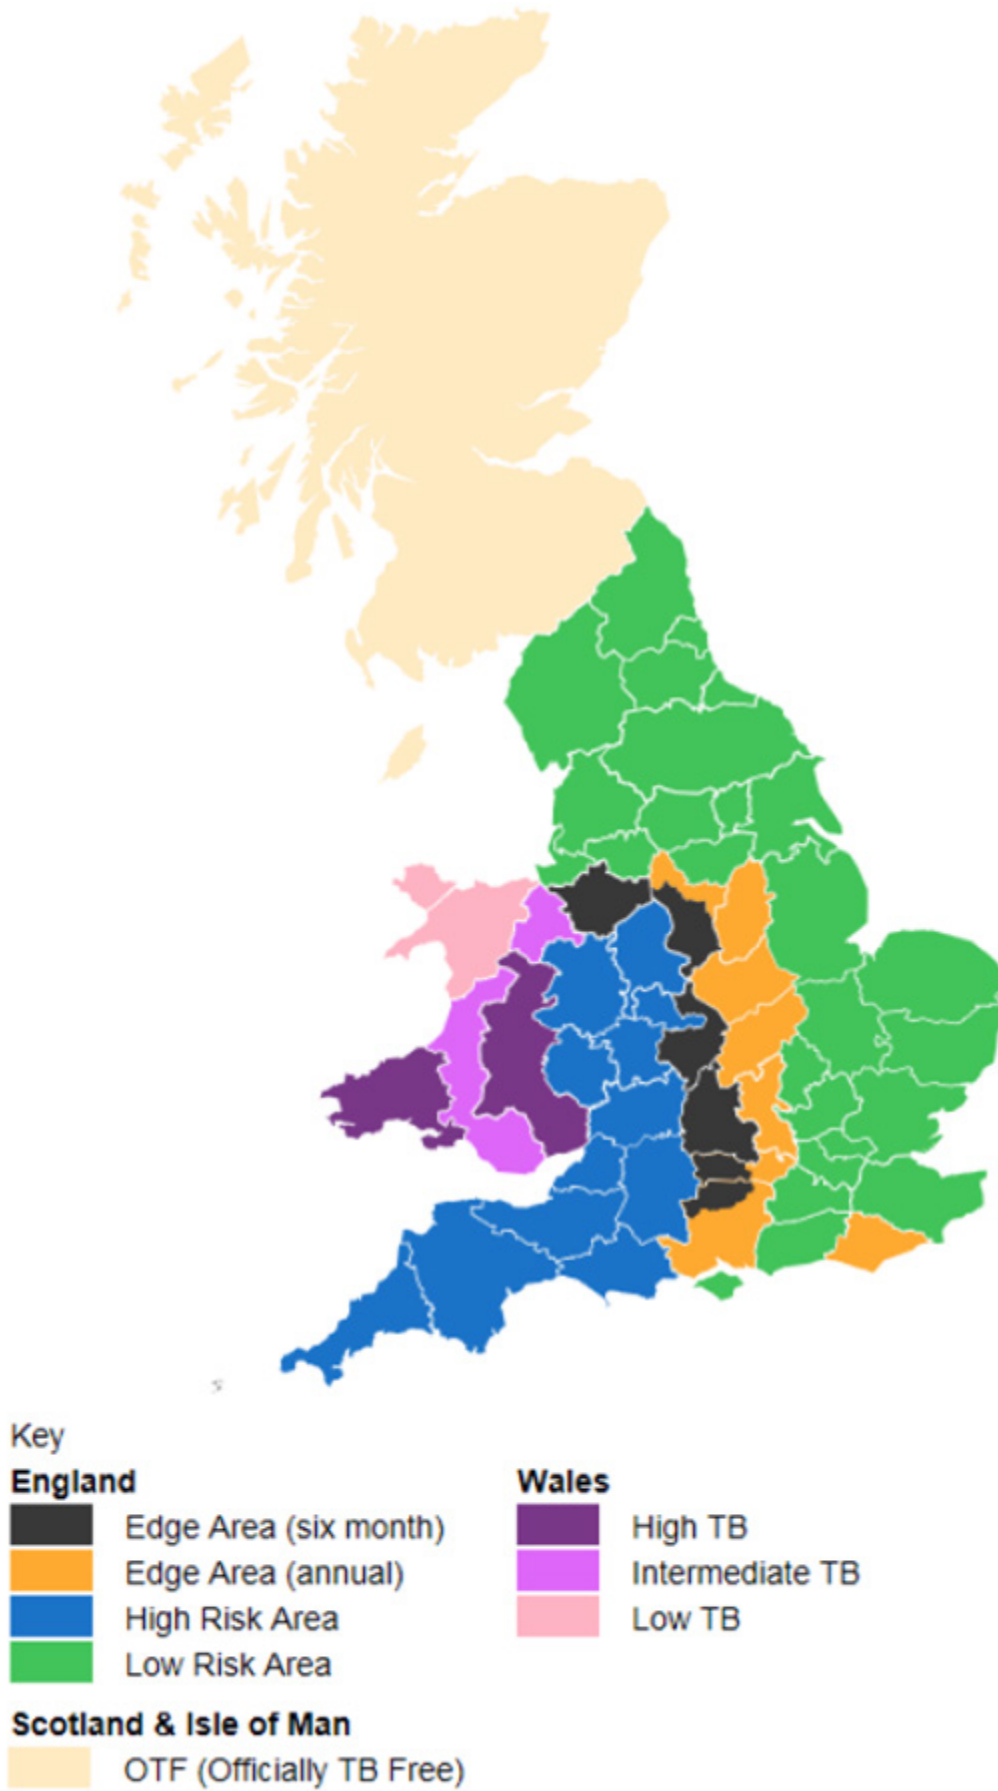 Key
England
Edge Area (six month)
Edge Area (annual)
High Risk Area
Low Risk Area
Wales
High TB
Intermediate TB
Low TB
Scotland & Isle of Man
OTF (Officially TB Free)